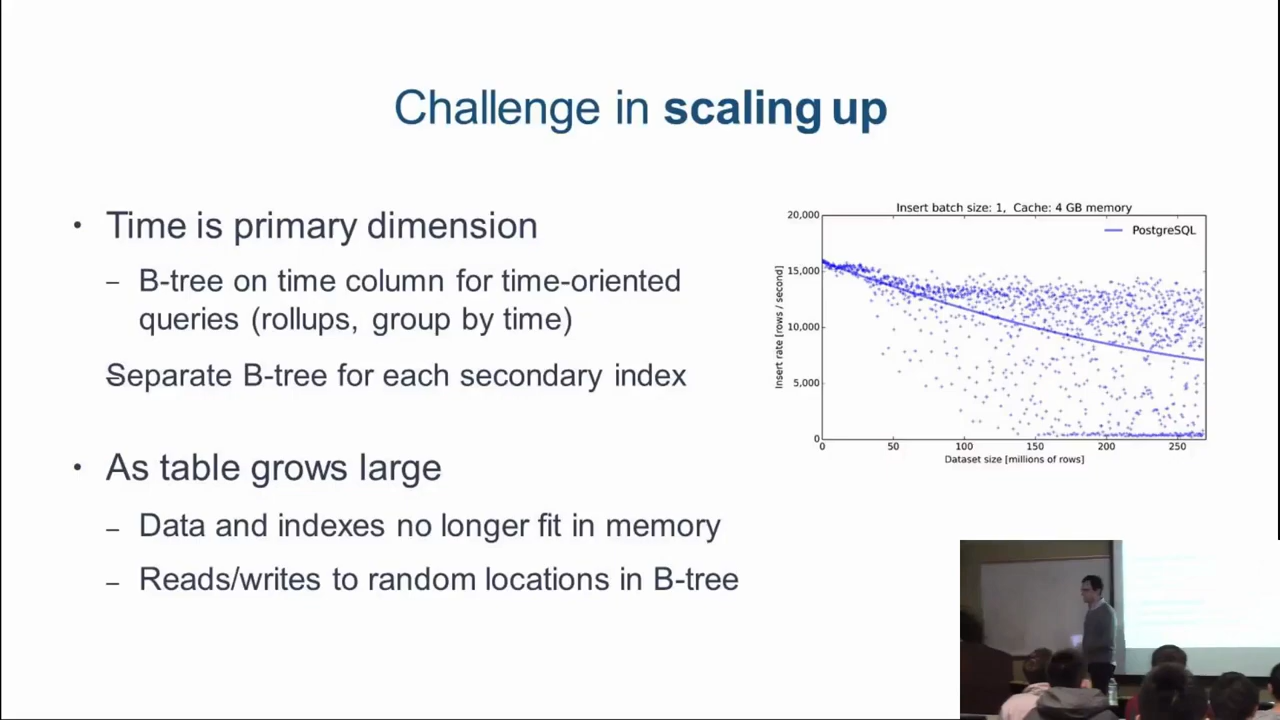 Challenge in scaling up
• Time is primary dimension
– B-tree on time column for time-oriented
queries (rollups, group by time)
– Separate B-tree for each secondary index
• As table grows large
– Data and indexes no longer fit in memory
– Reads/writes to random locations in B-tree
Insert batch size: 1, Cache: 4 GB memory
PostgreSQL
Insert rate [rows / second]
20,000
15,000
10,000
5,000
0
0 50 100 150 200 250
Dataset size [millions of rows]